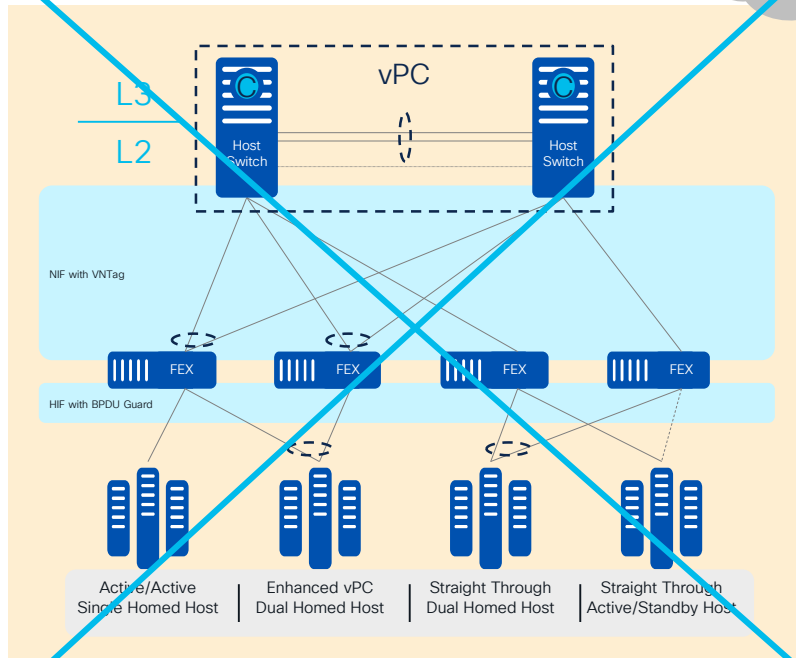 vPC
L3
L2
C
C
Host
Switch
Host
Switch
NIF with VNTag
FEX
FEX
FEX
FEX
HIF with BPDU Guard
Active/Active
Single Homed Host
Enhanced vPC
Dual Homed Host
Straight Through
Dual Homed Host
Straight Through
Active/Standby Host